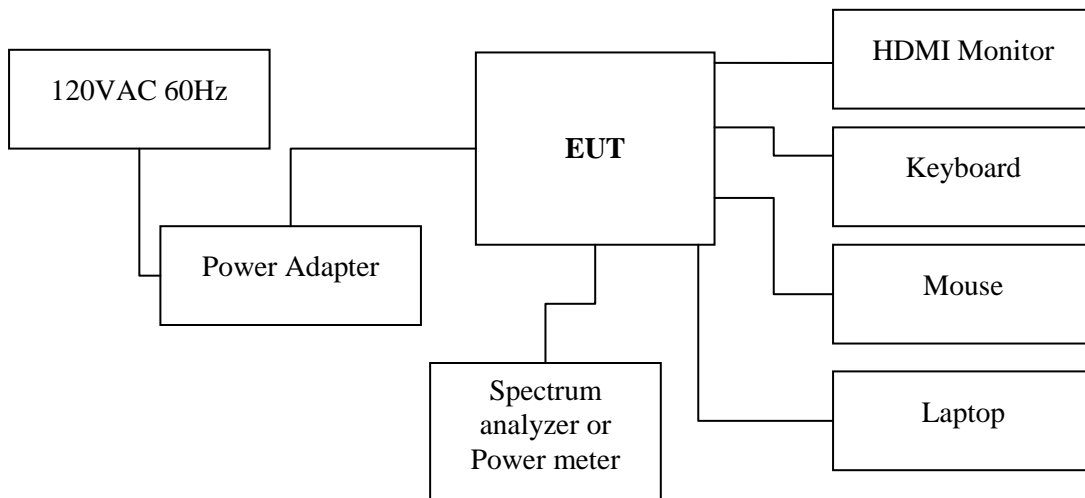 120VAC 60Hz
Power Adapter
EUT
Spectrum
analyzer or
Power meter
HDMI Monitor
Keyboard
Mouse
Laptop